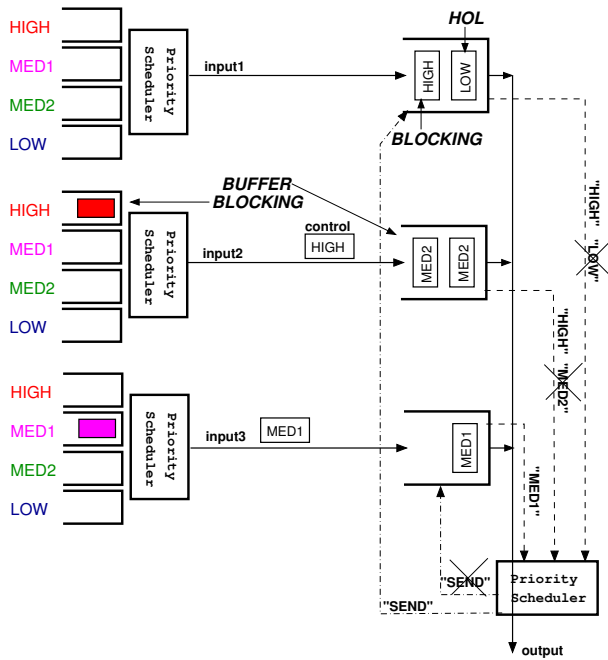 HIGH
MED1
MED2
LOW
Priority
Scheduler
input1
HOL
HIGH
LOW
BLOCKING
"HIGH"
"LOW"
BUFFER
BLOCKING
HIGH
MED1
MED2
LOW
Priority
Scheduler
input2
control
HIGH
MED2
MED2
"HIGH"
"MED2"
HIGH
MED1
MED2
LOW
Priority
Scheduler
input3
MED1
MED1
"MED1"
"SEND"
"SEND"
Priority
Scheduler
output